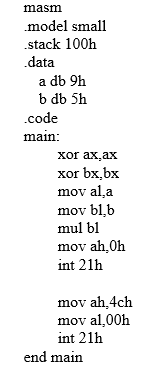 masm
.model small
.stack 100h
.data
a db 9h
b db 5h
.code
main:
xor ax,ax
xor bx,bx
mov al,a
mov bl,b
mul bl
mov ah,0h
int 21h
mov ah,4ch
mov al,00h
int 21h
end main